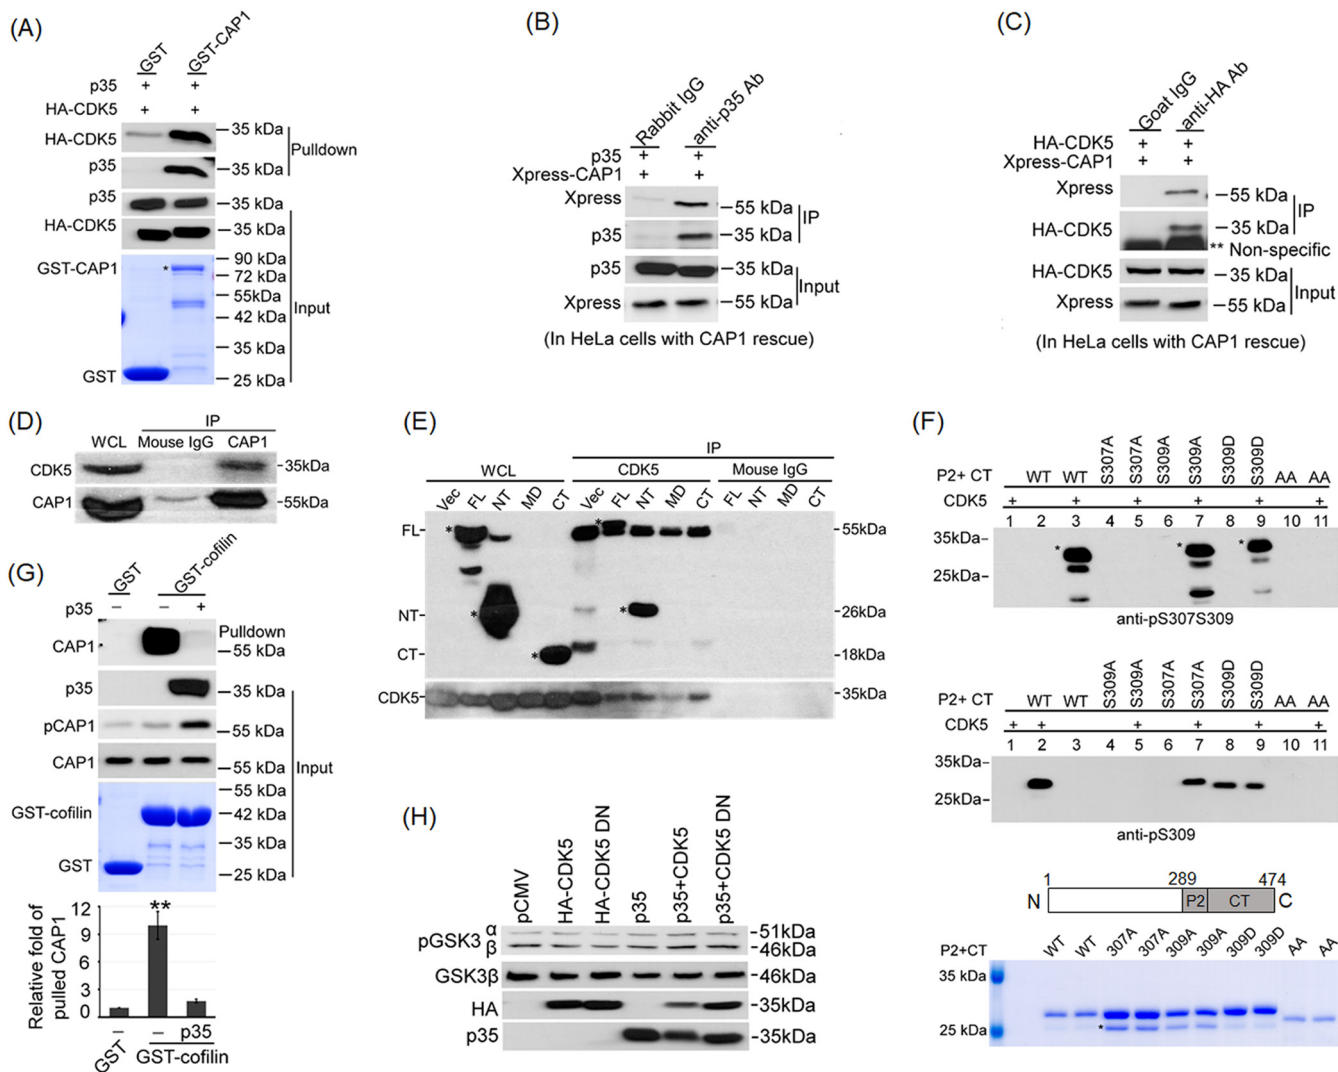 (A)
GST
GST-CAP1
p35 + +
HA-CDK5 + +
HA-CDK5 35 kDa
p35 35 kDa
Pulldown
p35 35 kDa
HA-CDK5 35 kDa
GST-CAP1 * 90 kDa
72 kDa
55kDa
42 kDa
35 kDa
GST 25 kDa
Input
(B)
Rabbit IgG
anti-p35 Ab
p35 + +
Xpress-CAP1 + +
Xpress 55 kDa
p35 35 kDa
IP
p35 35 kDa
Xpress 55 kDa
Input
(In HeLa cells with CAP1 rescue)
(C)
Goat IgG
anti-HA Ab
HA-CDK5 + +
Xpress-CAP1 + +
Xpress 55 kDa
HA-CDK5 35 kDa
IP
** Non-specific
HA-CDK5 35 kDa
Xpress 55 kDa
Input
(In HeLa cells with CAP1 rescue)
(D)
IP
WCL Mouse IgG CAP1
CDK5 -35kDa
CAP1 -55kDa
(E)
IP
WCL CDK5 Mouse IgG
Vec FL NT MD CT Vec FL NT MD CT FL NT MD CT
FL- * * -55kDa
NT- * * -26kDa
CT- * -18kDa
CDK5- -35kDa
(F)
P2+ CT WT WT S307A S307A S309A S309A S309D S309D AA AA
CDK5 + + + + + +
1 2 3 4 5 6 7 8 9 10 11
35kDa-
* * *
25kDa-
anti-pS307S309
P2+ CT WT WT S309A S309A S307A S307A S309D S309D AA AA
CDK5 + + + + + +
1 2 3 4 5 6 7 8 9 10 11
35kDa-
25kDa-
anti-pS309
1 289 474
N P2 CT C
P2+CT WT WT 307A 307A 309A 309A 309D 309D AA AA
35 kDa
25 kDa *
(G)
GST
GST-cofilin
p35 – – +
CAP1 Pulldown
55 kDa
p35 35 kDa
pCAP1 55 kDa
CAP1 55 kDa
55 kDa
GST-cofilin 42 kDa
35 kDa
GST 25 kDa
Input
Relative fold of
pulled CAP1
12
9
6
3
0
**
– – p35
GST GST-cofilin
(H)
pCMV
HA-CDK5
HA-CDK5 DN
p35
p35+CDK5
p35+CDK5 DN
pGSK3 α -51kDa
β -46kDa
GSK3β -46kDa
HA -35kDa
p35 -35kDa